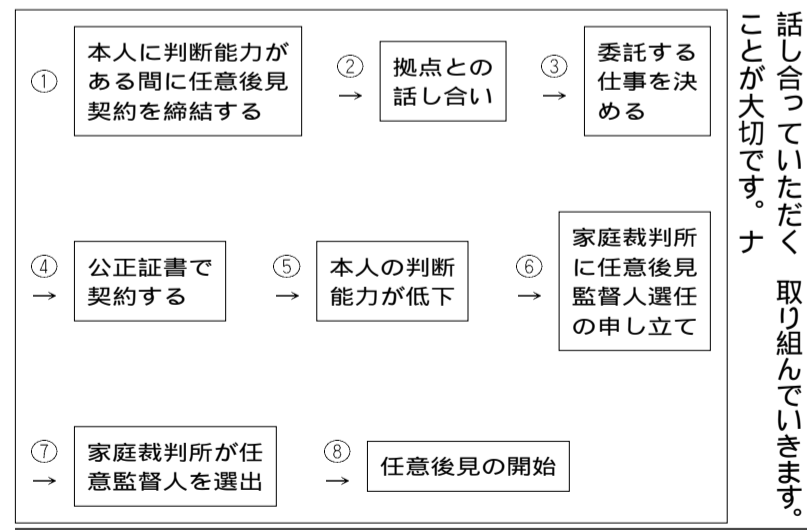 ①
本人に判断能力が
ある間に任意後見
契約を締結する
②
→
拠点との
話し合い
③
→
委託する
仕事を決
める
④
→
公正証書で
契約する
⑤
→
本人の判断
能力が低下
⑥
→
家庭裁判所
に任意後見
監督人選任
の申し立て
⑦
→
家庭裁判所が任
意監督人を選出
⑧
→
任意後見の開始
話し合っていただく
ことが大切です。ナ
取り組んでいきます。